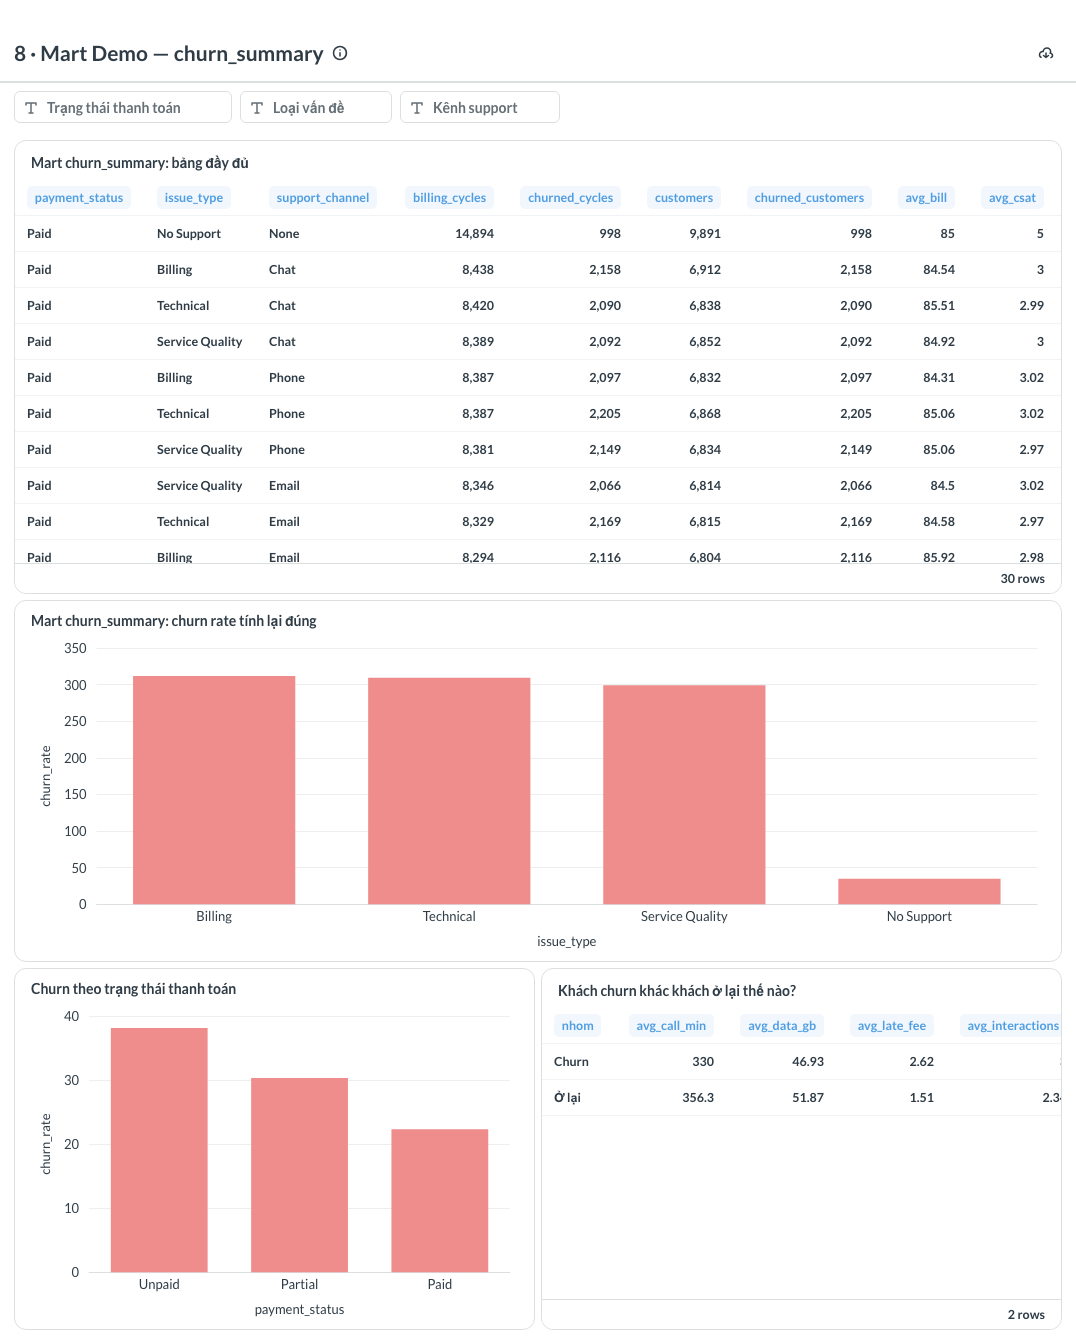 8 · Mart Demo — churn_summary
Trạng thái thanh toán Loại vấn đề Kênh support
Mart churn_summary: bảng đầy đủ
payment_status issue_type support_channel billing_cycles churned_cycles customers churned_customers avg_bill avg_csat
Paid No Support None 14,894 998 9,891 998 85 5
Paid Billing Chat 8,438 2,158 6,912 2,158 84.54 3
Paid Technical Chat 8,420 2,090 6,838 2,090 85.51 2.99
Paid Service Quality Chat 8,389 2,092 6,852 2,092 84.92 3
Paid Billing Phone 8,387 2,097 6,832 2,097 84.31 3.02
Paid Technical Phone 8,387 2,205 6,868 2,205 85.06 3.02
Paid Service Quality Phone 8,381 2,149 6,834 2,149 85.06 2.97
Paid Service Quality Email 8,346 2,066 6,814 2,066 84.5 3.02
Paid Technical Email 8,329 2,169 6,815 2,169 84.58 2.97
Paid Billing Email 8,294 2,116 6,804 2,116 85.92 2.98
30 rows
Mart churn_summary: churn rate tính lại đúng
350
300
250
200
150
100
50
0
churn_rate
Billing Technical Service Quality No Support
issue_type
Churn theo trạng thái thanh toán
40
30
20
10
0
churn_rate
Unpaid Partial Paid
payment_status
Khách churn khác khách ở lại thế nào?
nhom avg_call_min avg_data_gb avg_late_fee avg_interactions
Churn 330 46.93 2.62
Ở lại 356.3 51.87 1.51
2 rows